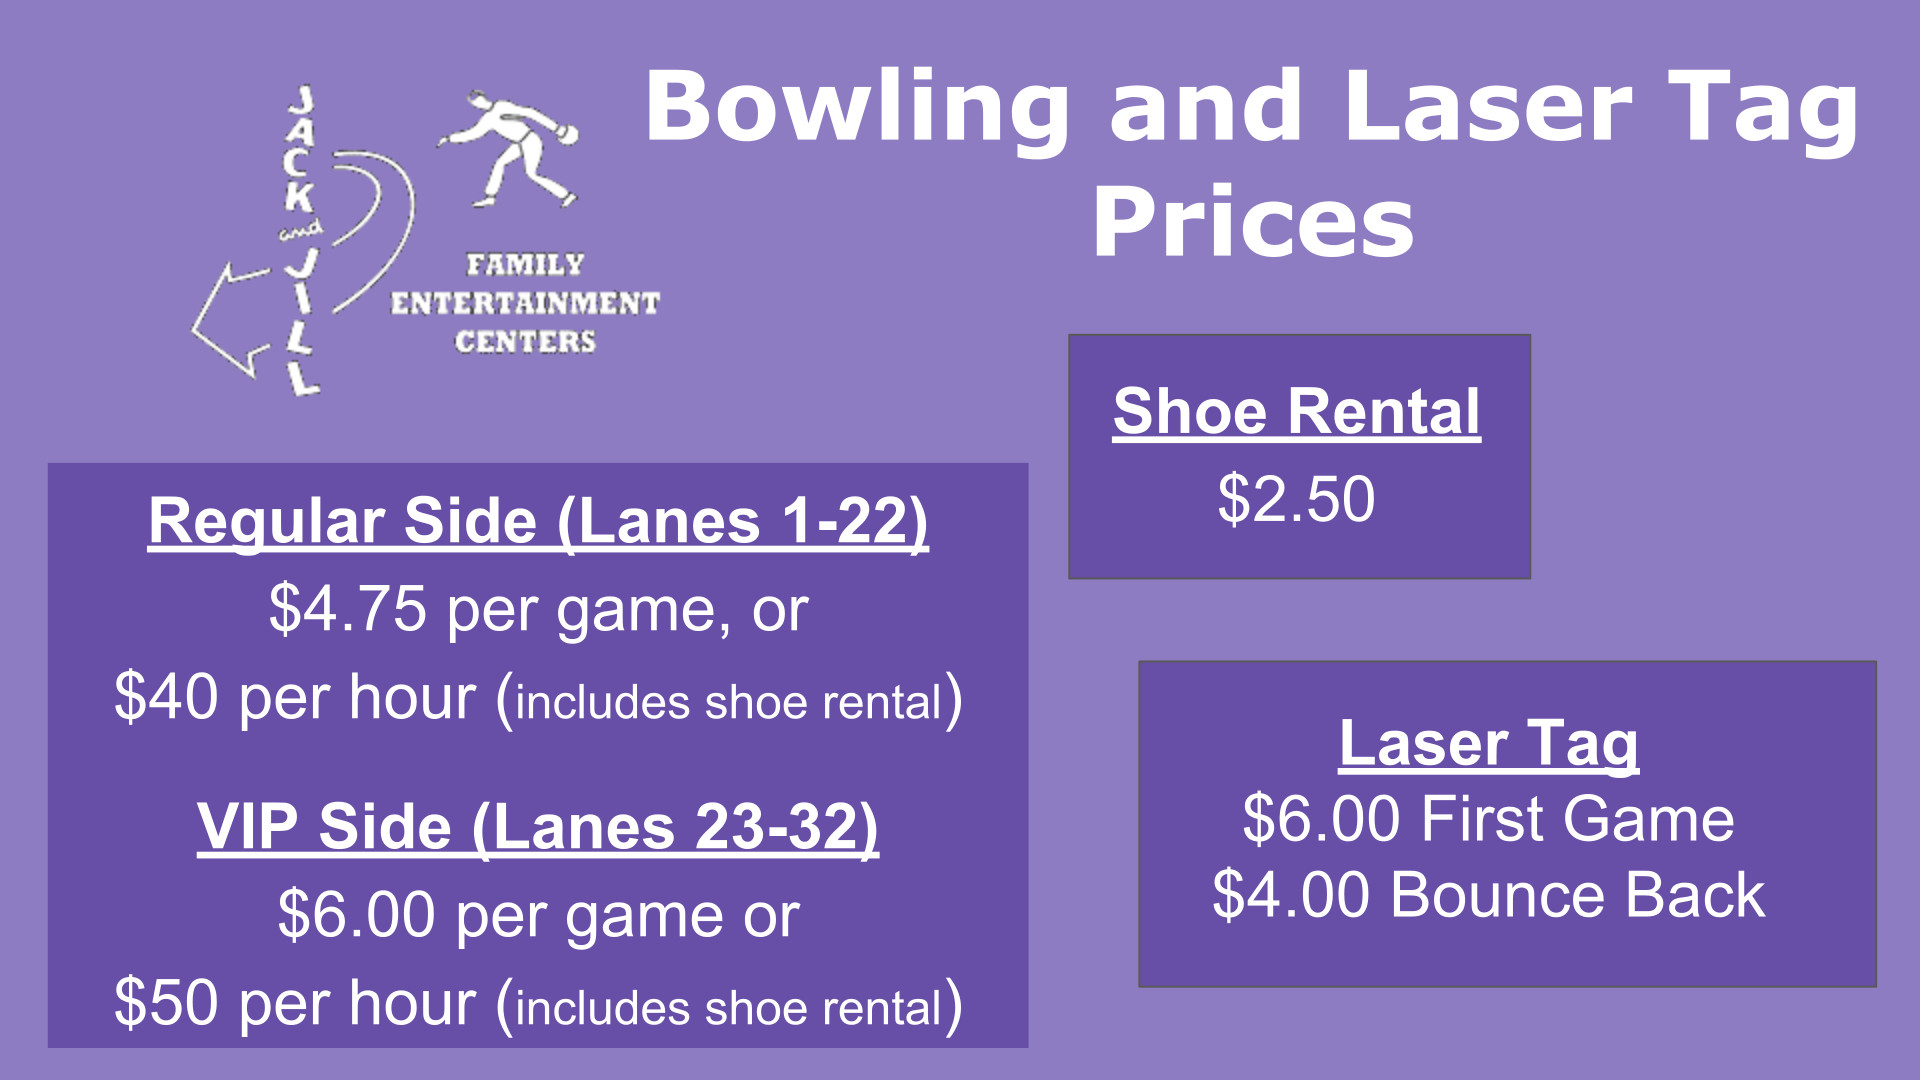 JACK and JILL
FAMILY
ENTERTAINMENT
CENTERS
Bowling and Laser Tag
Prices
Shoe Rental
$2.50
Regular Side (Lanes 1-22)
$4.75 per game, or
$40 per hour (includes shoe rental)
VIP Side (Lanes 23-32)
$6.00 per game or
$50 per hour (includes shoe rental)
Laser Tag
$6.00 First Game
$4.00 Bounce Back